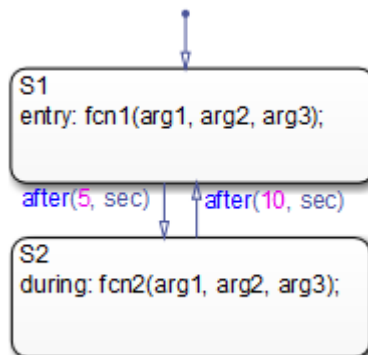 S1
entry: fcn1(arg1, arg2, arg3);
after(5, sec)
after(10, sec)
S2
during: fcn2(arg1, arg2, arg3);